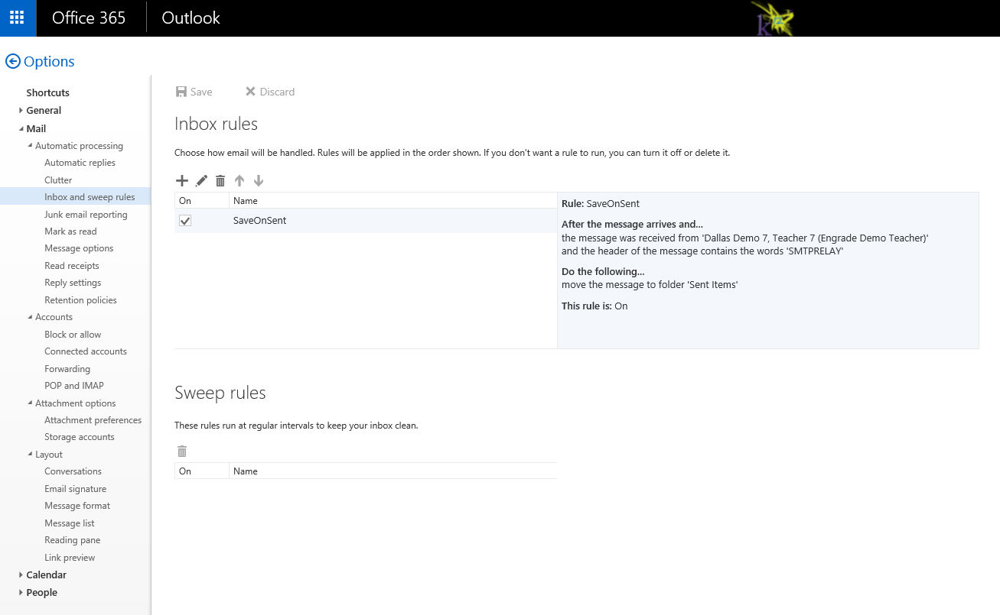 Office 365
Outlook
Options
Shortcuts
General
Mail
Automatic processing
Automatic replies
Clutter
Inbox and sweep rules
Junk email reporting
Mark as read
Message options
Read receipts
Reply settings
Retention policies
Accounts
Block or allow
Connected accounts
Forwarding
POP and IMAP
Attachment options
Attachment preferences
Storage accounts
Layout
Conversations
Email signature
Message format
Message list
Reading pane
Link preview
Calendar
People
Save
Discard
Inbox rules
Choose how email will be handled. Rules will be applied in the order shown. If you don't want a rule to run, you can turn it off or delete it.
On Name
SaveOnSent
Rule: SaveOnSent
After the message arrives and...
the message was received from 'Dallas Demo 7, Teacher 7 (Engrade Demo Teacher)'
and the header of the message contains the words 'SMTPRELAY'
Do the following...
move the message to folder 'Sent Items'
This rule is: On
Sweep rules
These rules run at regular intervals to keep your inbox clean.
On Name